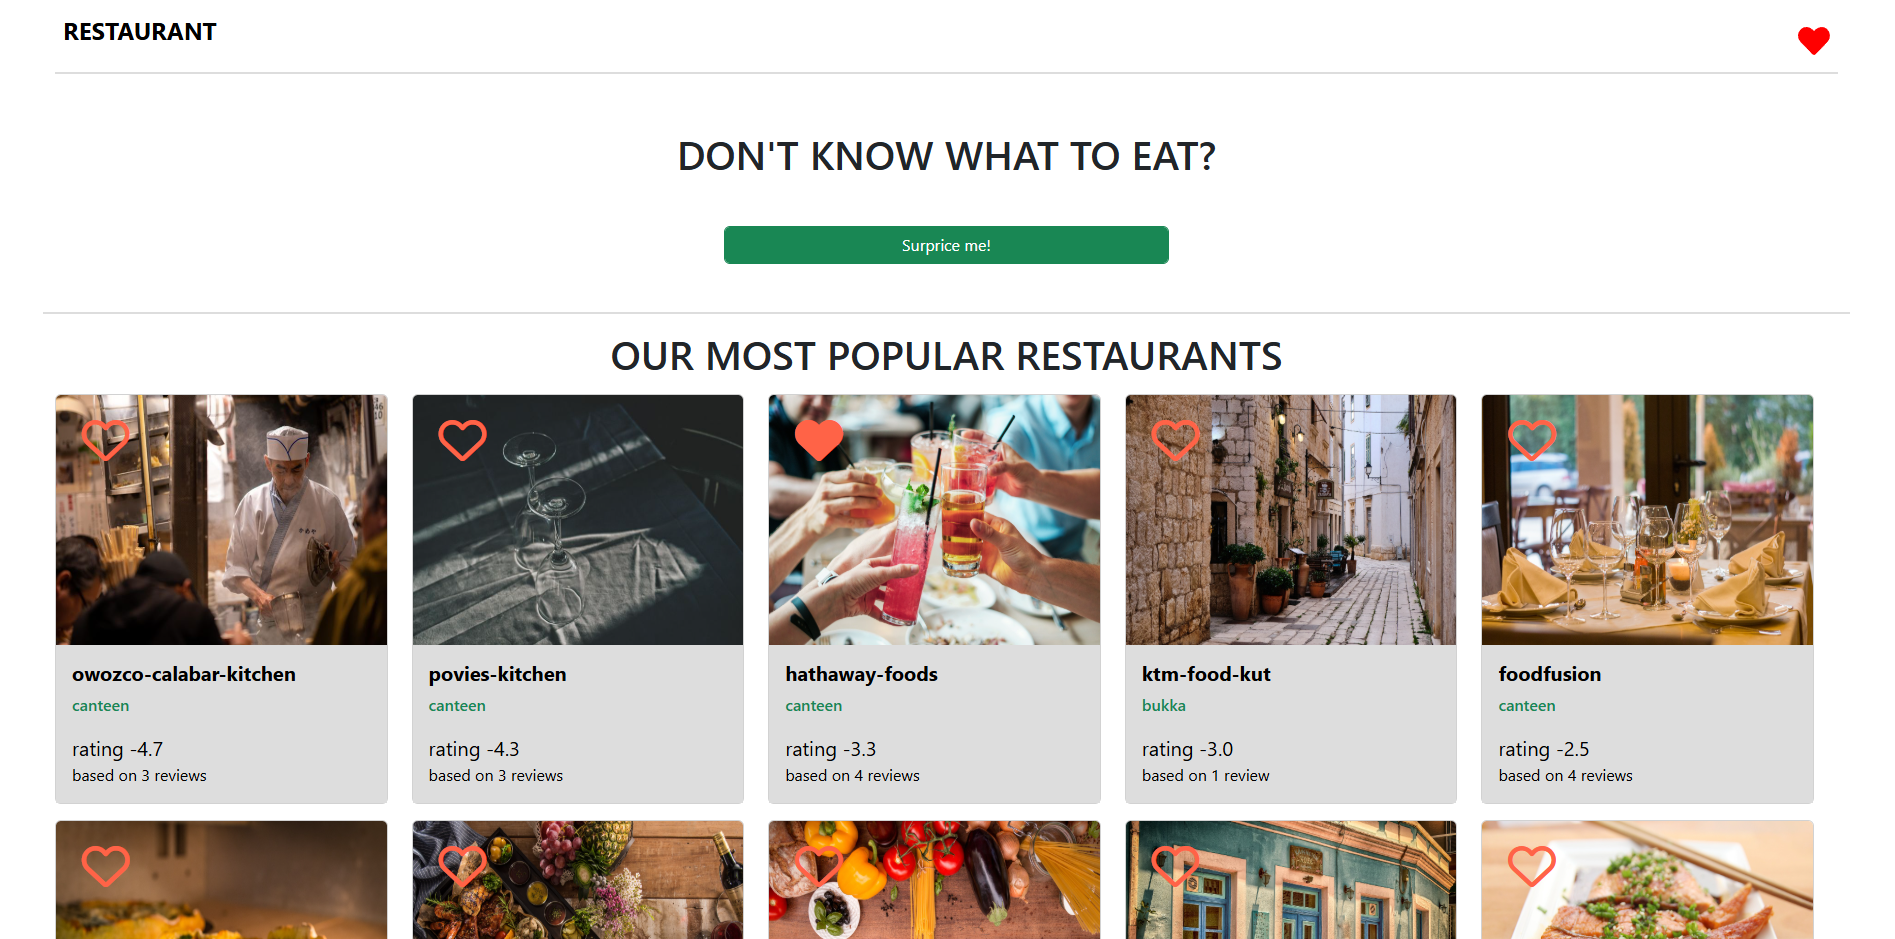 RESTAURANT
DON'T KNOW WHAT TO EAT?
Surprice me!
OUR MOST POPULAR RESTAURANTS
owozco-calabar-kitchen
canteen
rating -4.7
based on 3 reviews
povies-kitchen
canteen
rating -4.3
based on 3 reviews
hathaway-foods
canteen
rating -3.3
based on 4 reviews
ktm-food-kut
bukka
rating -3.0
based on 1 review
foodfusion
canteen
rating -2.5
based on 4 reviews